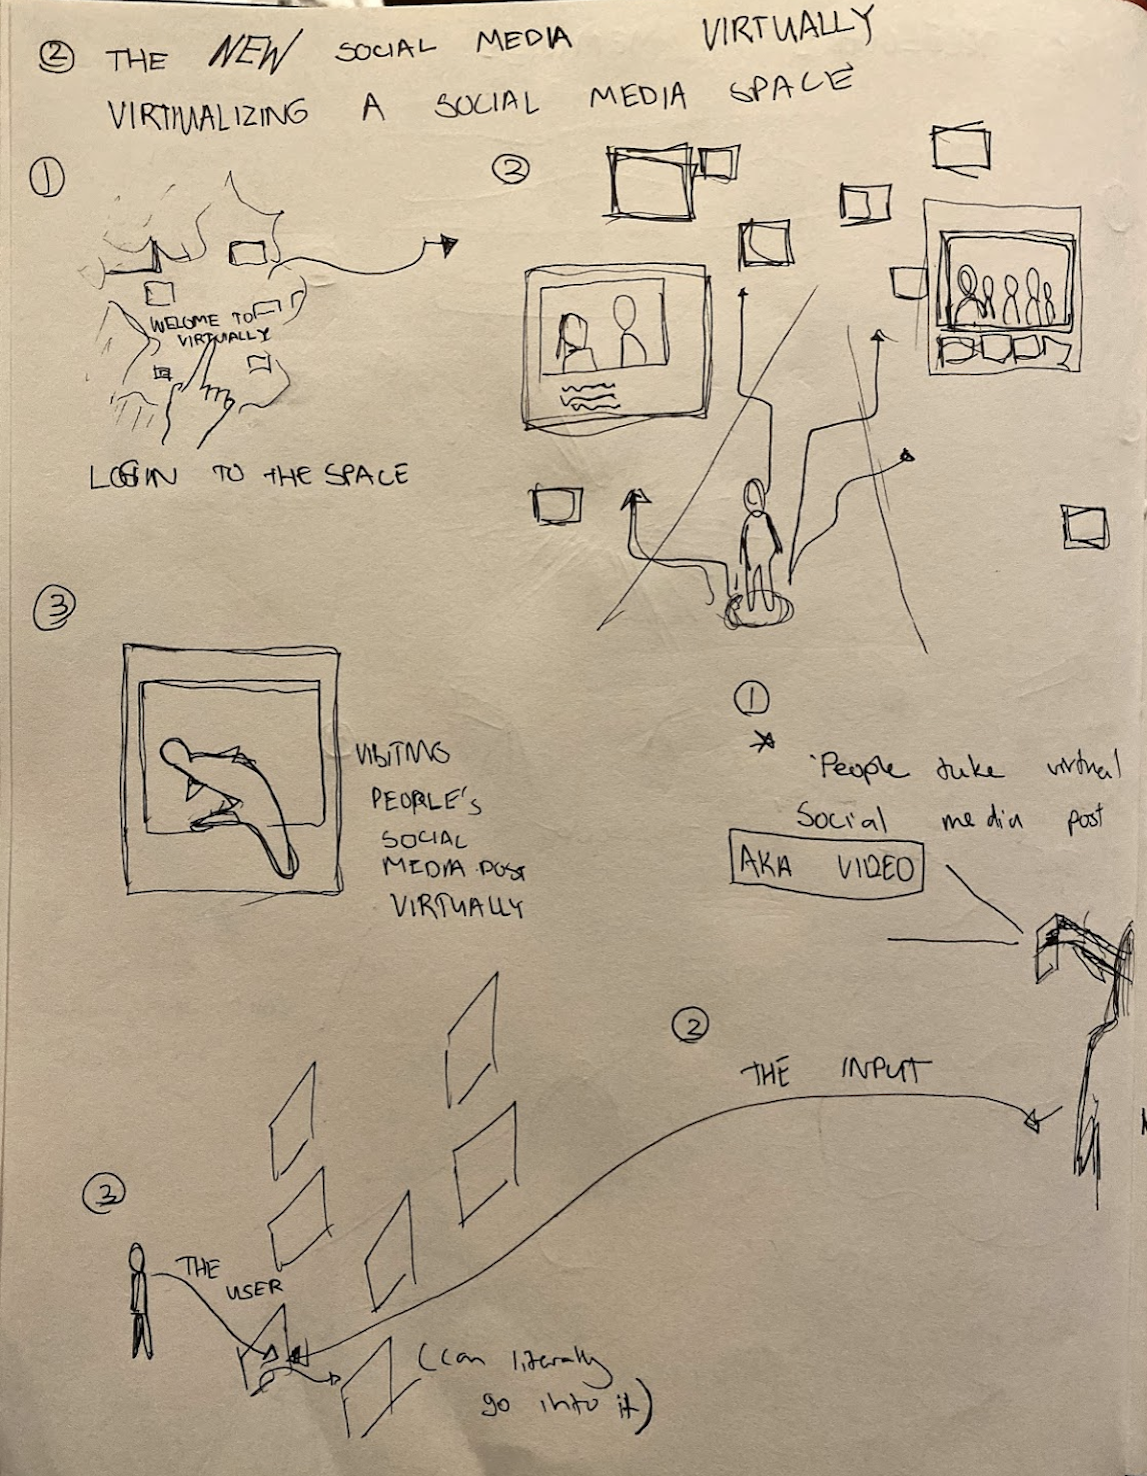 ② THE NEW SOCIAL MEDIA VIRTUALLY
VIRTUALIZING A SOCIAL MEDIA SPACE
①
WELOME TO
VIRTUALLY
LOGIN TO THE SPACE
②
③
VISITING
PEOPLE'S
SOCIAL
MEDIA POST
VIRTUALLY
①
* People take virtual
Social media post
AKA VIDEO
②
THE INPUT
③
THE
USER
(Can literally
go into it)